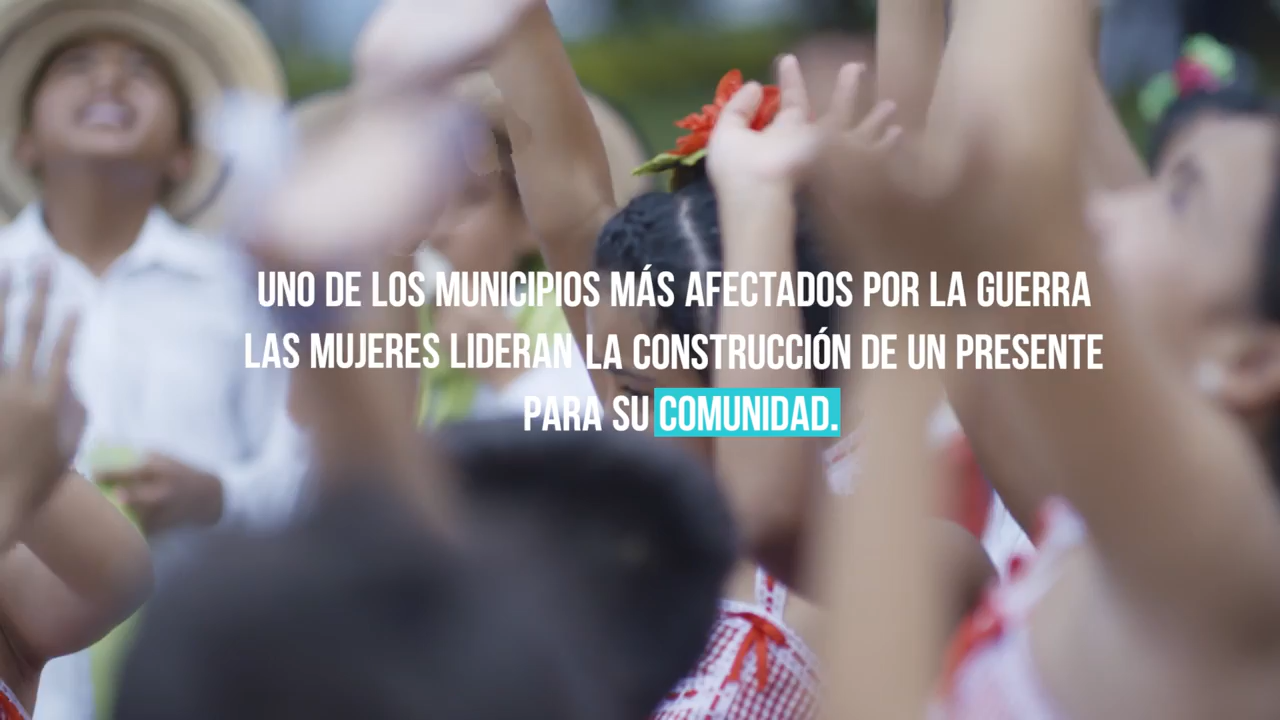 UNO DE LOS MUNICIPIOS MÁS AFECTADOS POR LA GUERRA
LAS MUJERES LIDERAN LA CONSTRUCCIÓN DE UN PRESENTE
PARA SU COMUNIDAD.